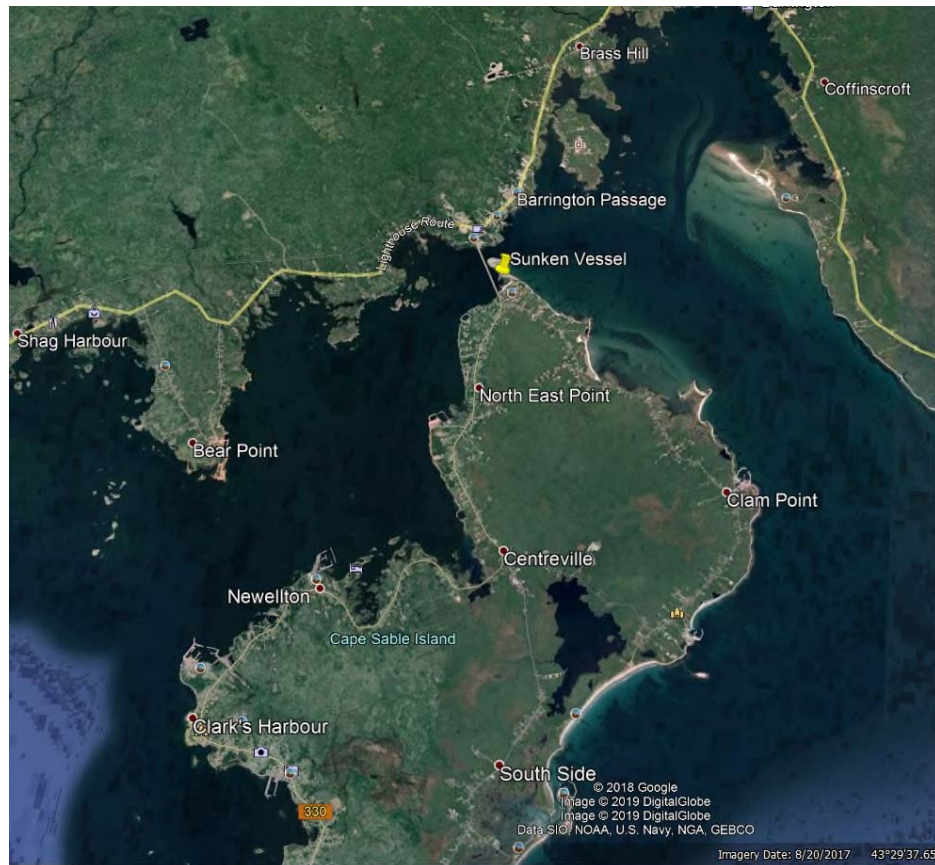 Brass Hill
Coffinscroft
Barrington Passage
Lighthouse Route
Sunken Vessel
Shag Harbour
North East Point
Bear Point
Clam Point
Centreville
Newellton
Cape Sable Island
Clark's Harbour
South Side
330
© 2018 Google
Image © 2019 DigitalGlobe
Image © 2019 DigitalGlobe
Data SIO, NOAA, U.S. Navy, NGA, GEBCO
Imagery Date: 8/20/2017 43°29'37.65